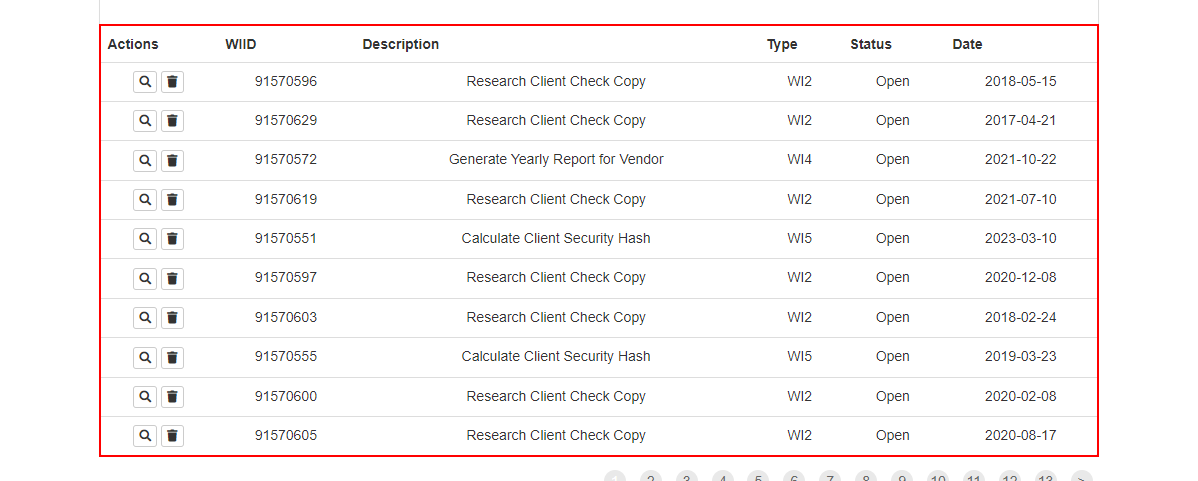 Actions WIID Description Type Status Date
91570596 Research Client Check Copy WI2 Open 2018-05-15
91570629 Research Client Check Copy WI2 Open 2017-04-21
91570572 Generate Yearly Report for Vendor WI4 Open 2021-10-22
91570619 Research Client Check Copy WI2 Open 2021-07-10
91570551 Calculate Client Security Hash WI5 Open 2023-03-10
91570597 Research Client Check Copy WI2 Open 2020-12-08
91570603 Research Client Check Copy WI2 Open 2018-02-24
91570555 Calculate Client Security Hash WI5 Open 2019-03-23
91570600 Research Client Check Copy WI2 Open 2020-02-08
91570605 Research Client Check Copy WI2 Open 2020-08-17
1 2 3 4 5 6 7 8 9 10 11 12 13 >